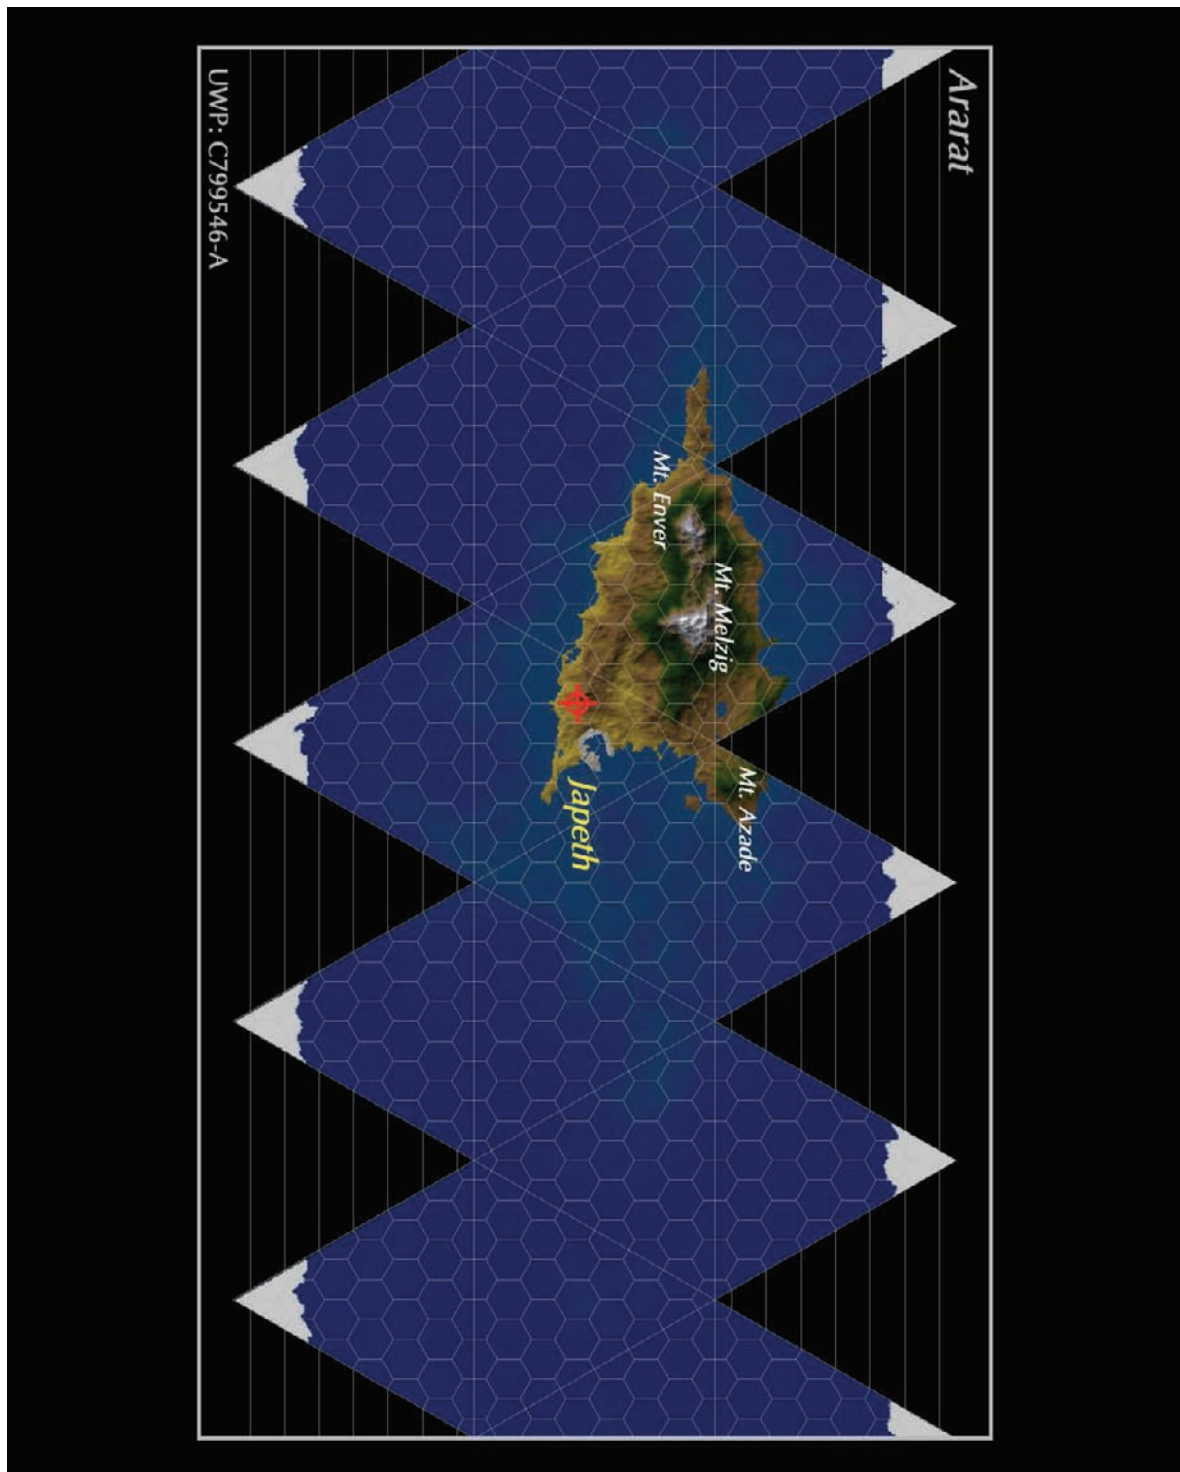 Ararat
Mt. Enver
Mt. Melzig
Mt. Azade
Japeth
UWP: C799546-A